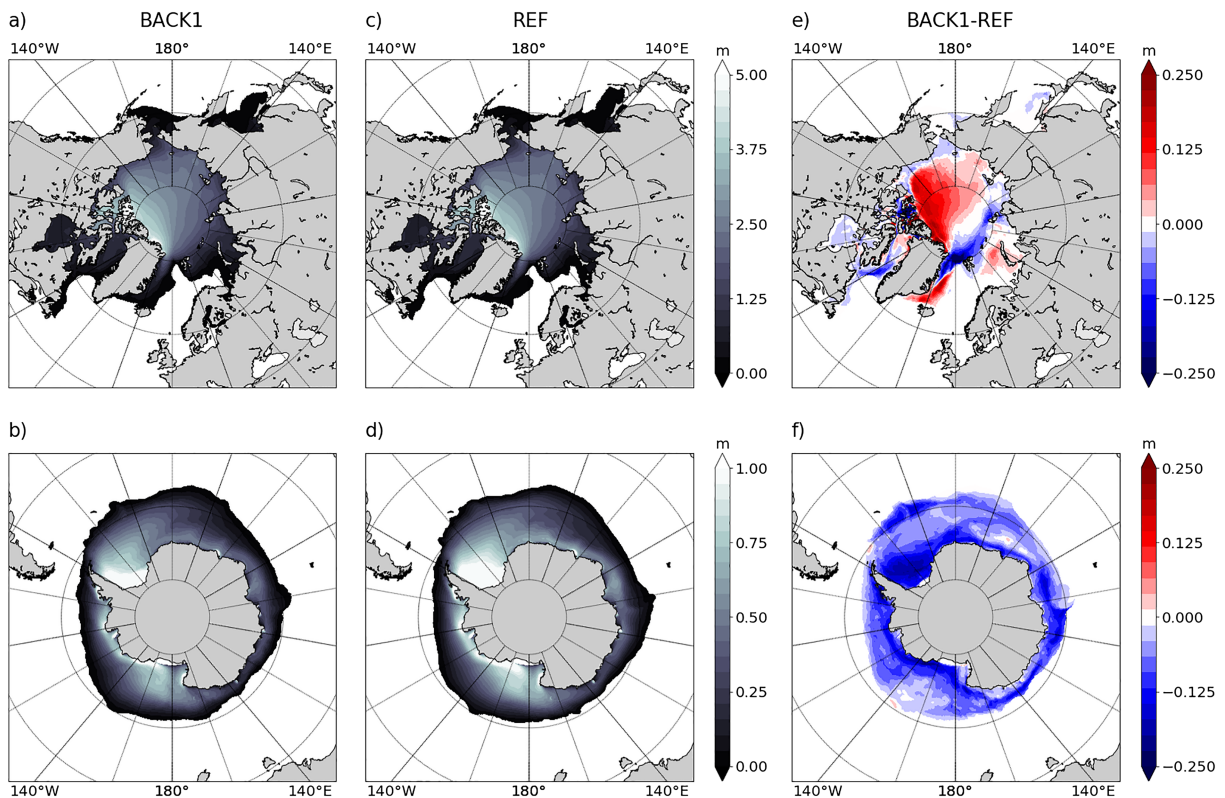 a) BACK1 c) REF e) BACK1-REF
140°W 180° 140°E 140°W 180° 140°E 140°W 180° 140°E
m m
5.00 0.250
3.75 0.125
2.50 0.000
1.25 −0.125
0.00 −0.250
b) d) f)
m m
1.00 0.250
0.75 0.125
0.50 0.000
0.25 −0.125
0.00 −0.250
140°W 180° 140°E 140°W 180° 140°E 140°W 180° 140°E